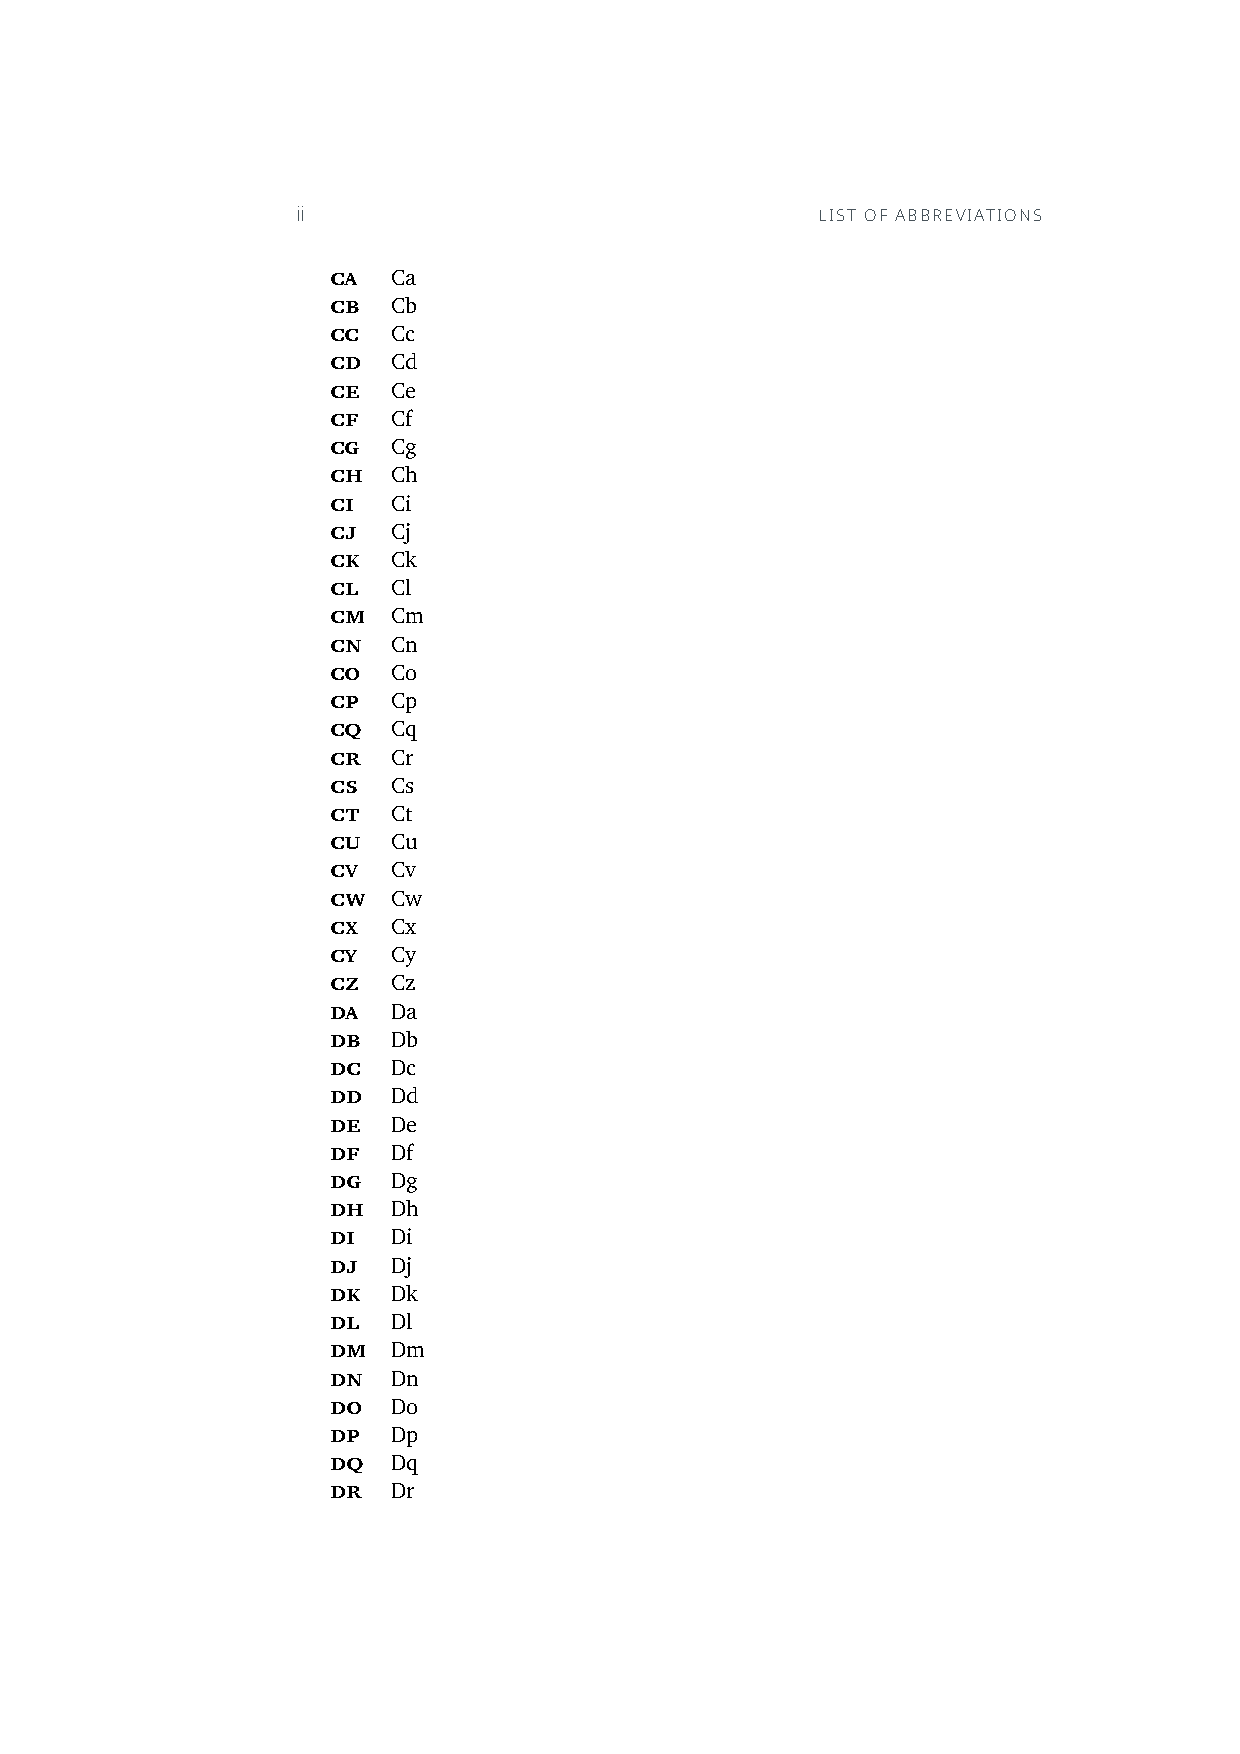 ii LIST OF ABBREVIATIONS
CA Ca
CB Cb
CC Cc
CD Cd
CE Ce
CF Cf
CG Cg
CH Ch
CI Ci
CJ Cj
CK Ck
CL Cl
CM Cm
CN Cn
CO Co
CP Cp
CQ Cq
CR Cr
CS Cs
CT Ct
CU Cu
CV Cv
CW Cw
CX Cx
CY Cy
CZ Cz
DA Da
DB Db
DC Dc
DD Dd
DE De
DF Df
DG Dg
DH Dh
DI Di
DJ Dj
DK Dk
DL Dl
DM Dm
DN Dn
DO Do
DP Dp
DQ Dq
DR Dr